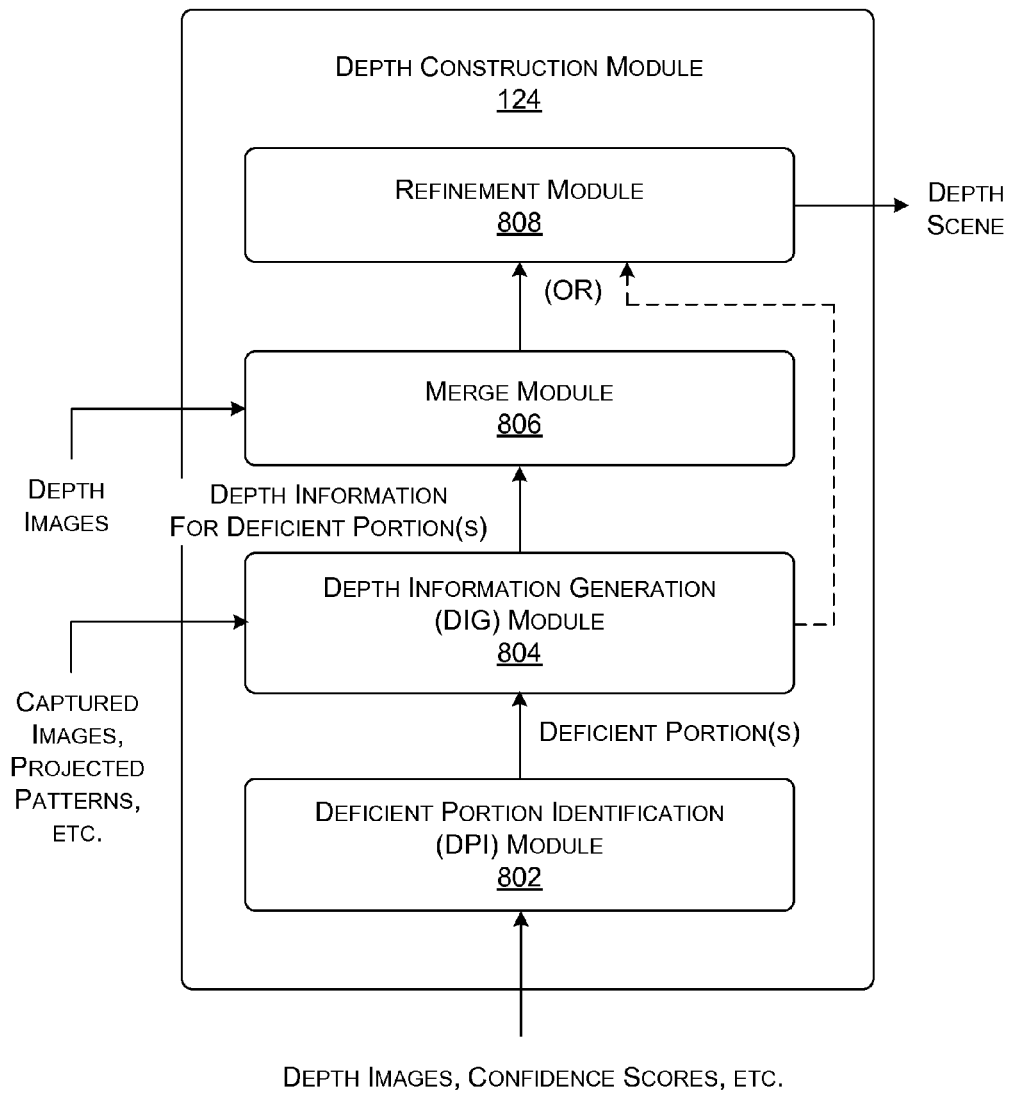 DEPTH CONSTRUCTION MODULE
124
REFINEMENT MODULE
808
DEPTH
SCENE
(OR)
MERGE MODULE
806
DEPTH
IMAGES
DEPTH INFORMATION
FOR DEFICIENT PORTION(S)
DEPTH INFORMATION GENERATION
(DIG) MODULE
804
CAPTURED
IMAGES,
PROJECTED
PATTERNS,
ETC.
DEFICIENT PORTION(S)
DEFICIENT PORTION IDENTIFICATION
(DPI) MODULE
802
DEPTH IMAGES, CONFIDENCE SCORES, ETC.